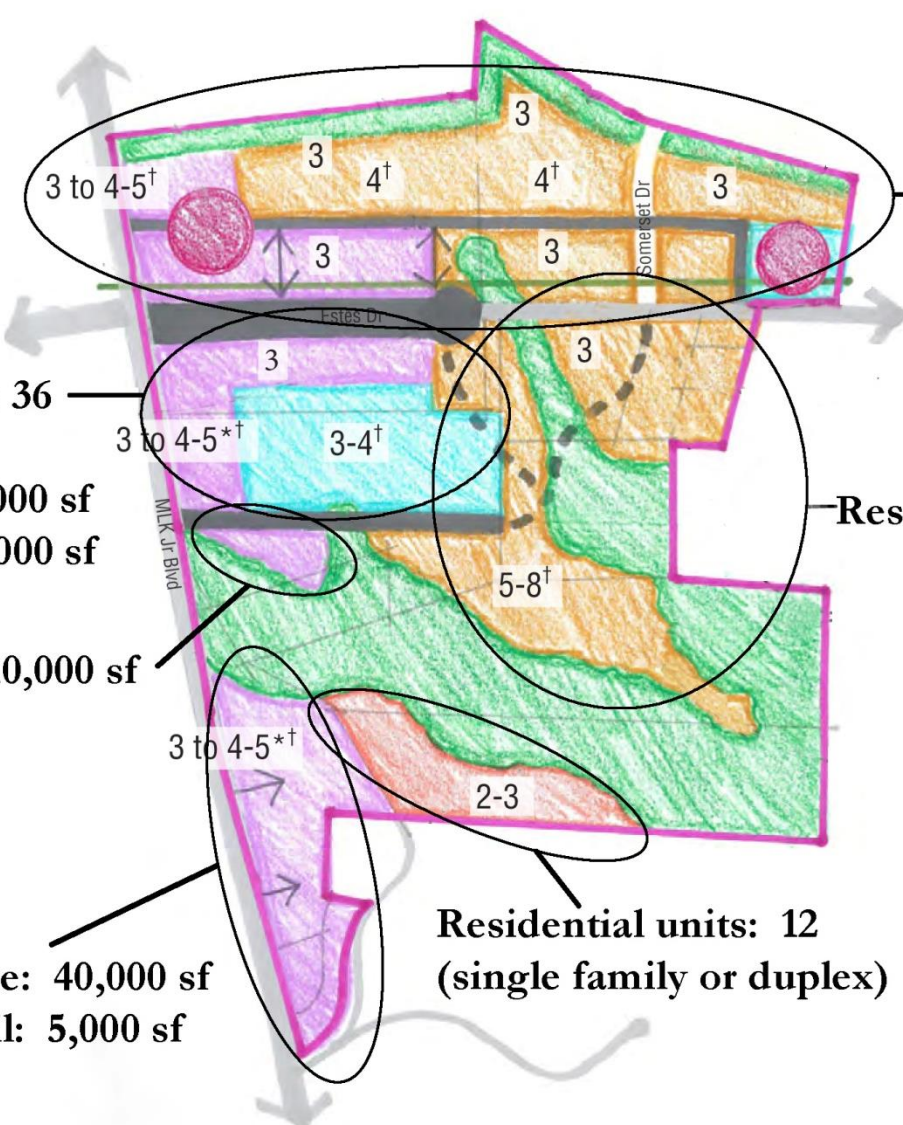 3
3
3 to 4-5†
4†
4†
3
3
3
Somerset Dr
Estes Dr
3
3
36
3 to 4-5*†
3-4†
000 sf
000 sf
MLK Jr Blvd
Res
5-8†
0,000 sf
3 to 4-5*†
2-3
Residential units: 12
(single family or duplex)
e: 40,000 sf
l: 5,000 sf